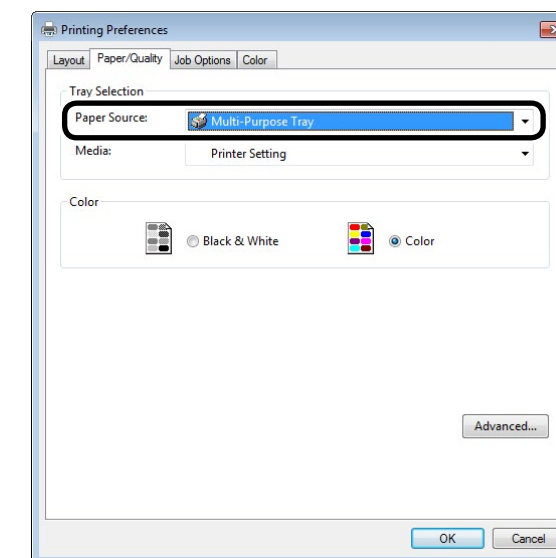 Printing Preferences
Layout Paper/Quality Job Options Color
Tray Selection
Paper Source: Multi-Purpose Tray
Media: Printer Setting
Color
Black & White Color
Advanced...
OK Cancel